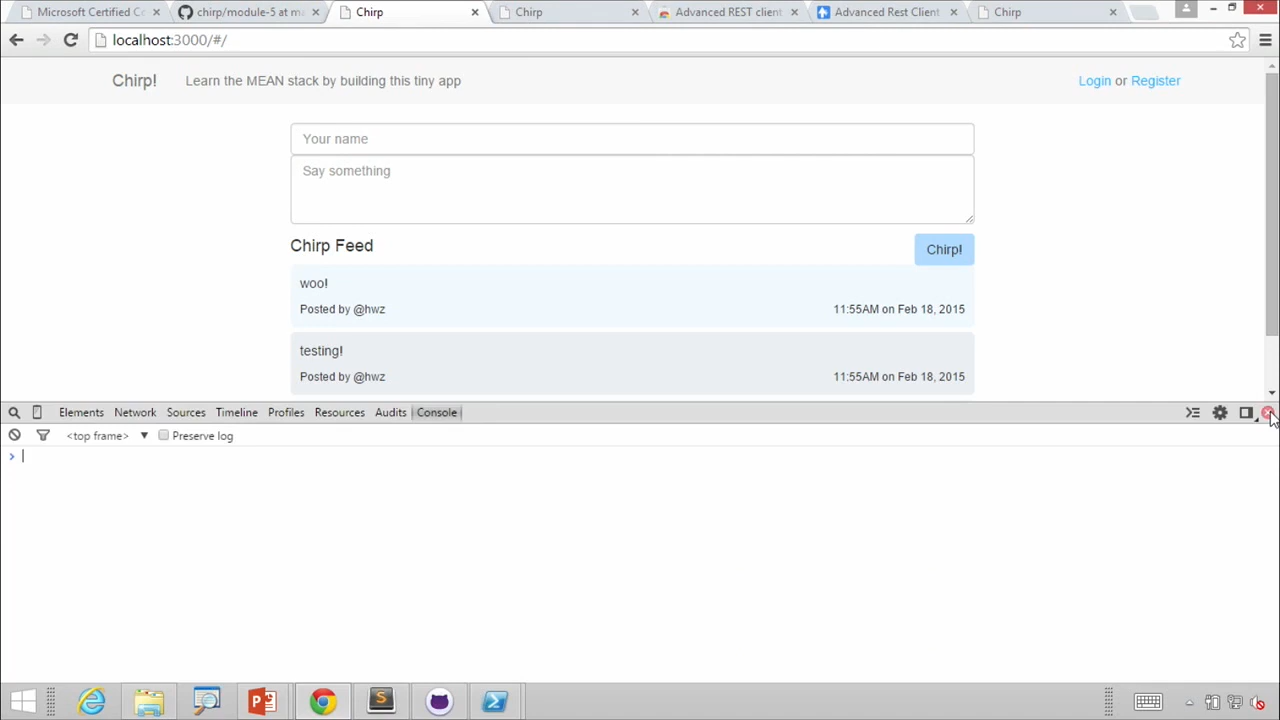 Microsoft Certified Co
chirp/module-5 at ma
Chirp
Chirp
Advanced REST client
Advanced Rest Client
Chirp
localhost:3000/#/
Chirp! Learn the MEAN stack by building this tiny app Login or Register
Your name
Say something
Chirp Feed Chirp!
woo!
Posted by @hwz 11:55AM on Feb 18, 2015
testing!
Posted by @hwz 11:55AM on Feb 18, 2015
Elements Network Sources Timeline Profiles Resources Audits Console
<top frame> Preserve log